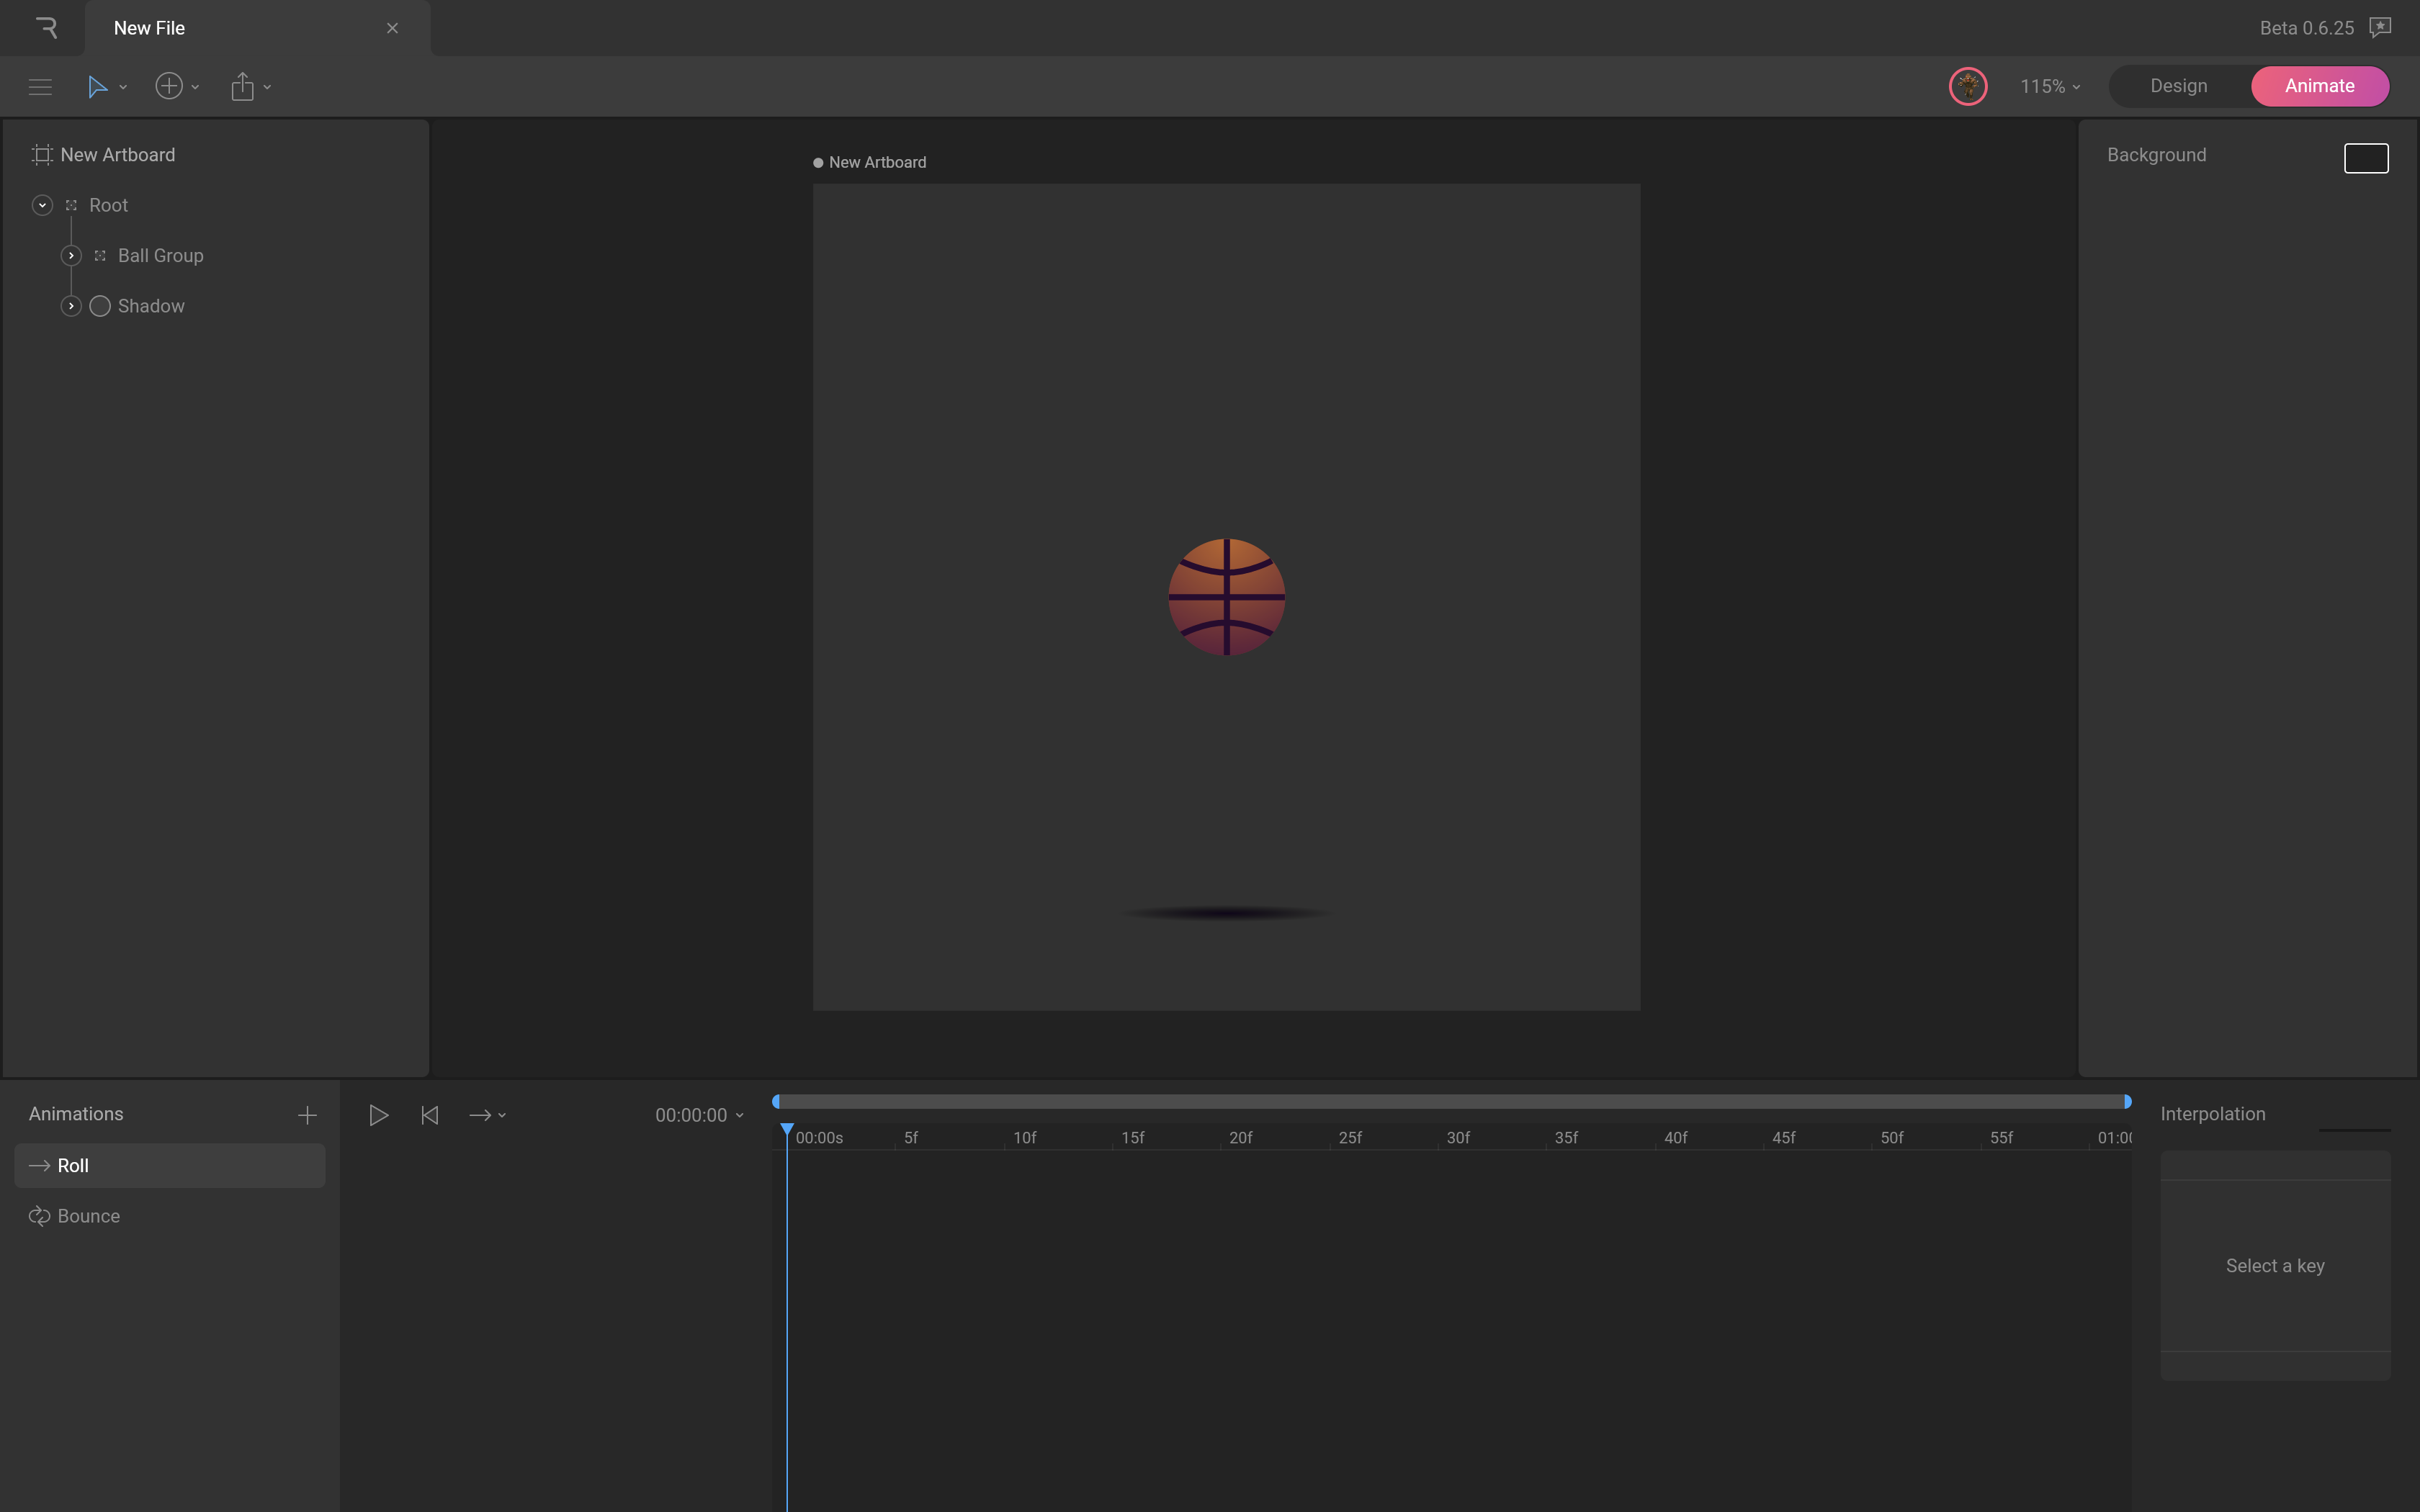 New File
Beta 0.6.25
115%
Design
Animate
New Artboard
Root
Ball Group
Shadow
New Artboard
Background
Animations
Roll
Bounce
00:00:00
00:00s 5f 10f 15f 20f 25f 30f 35f 40f 45f 50f 55f 01:00
Interpolation
Select a key